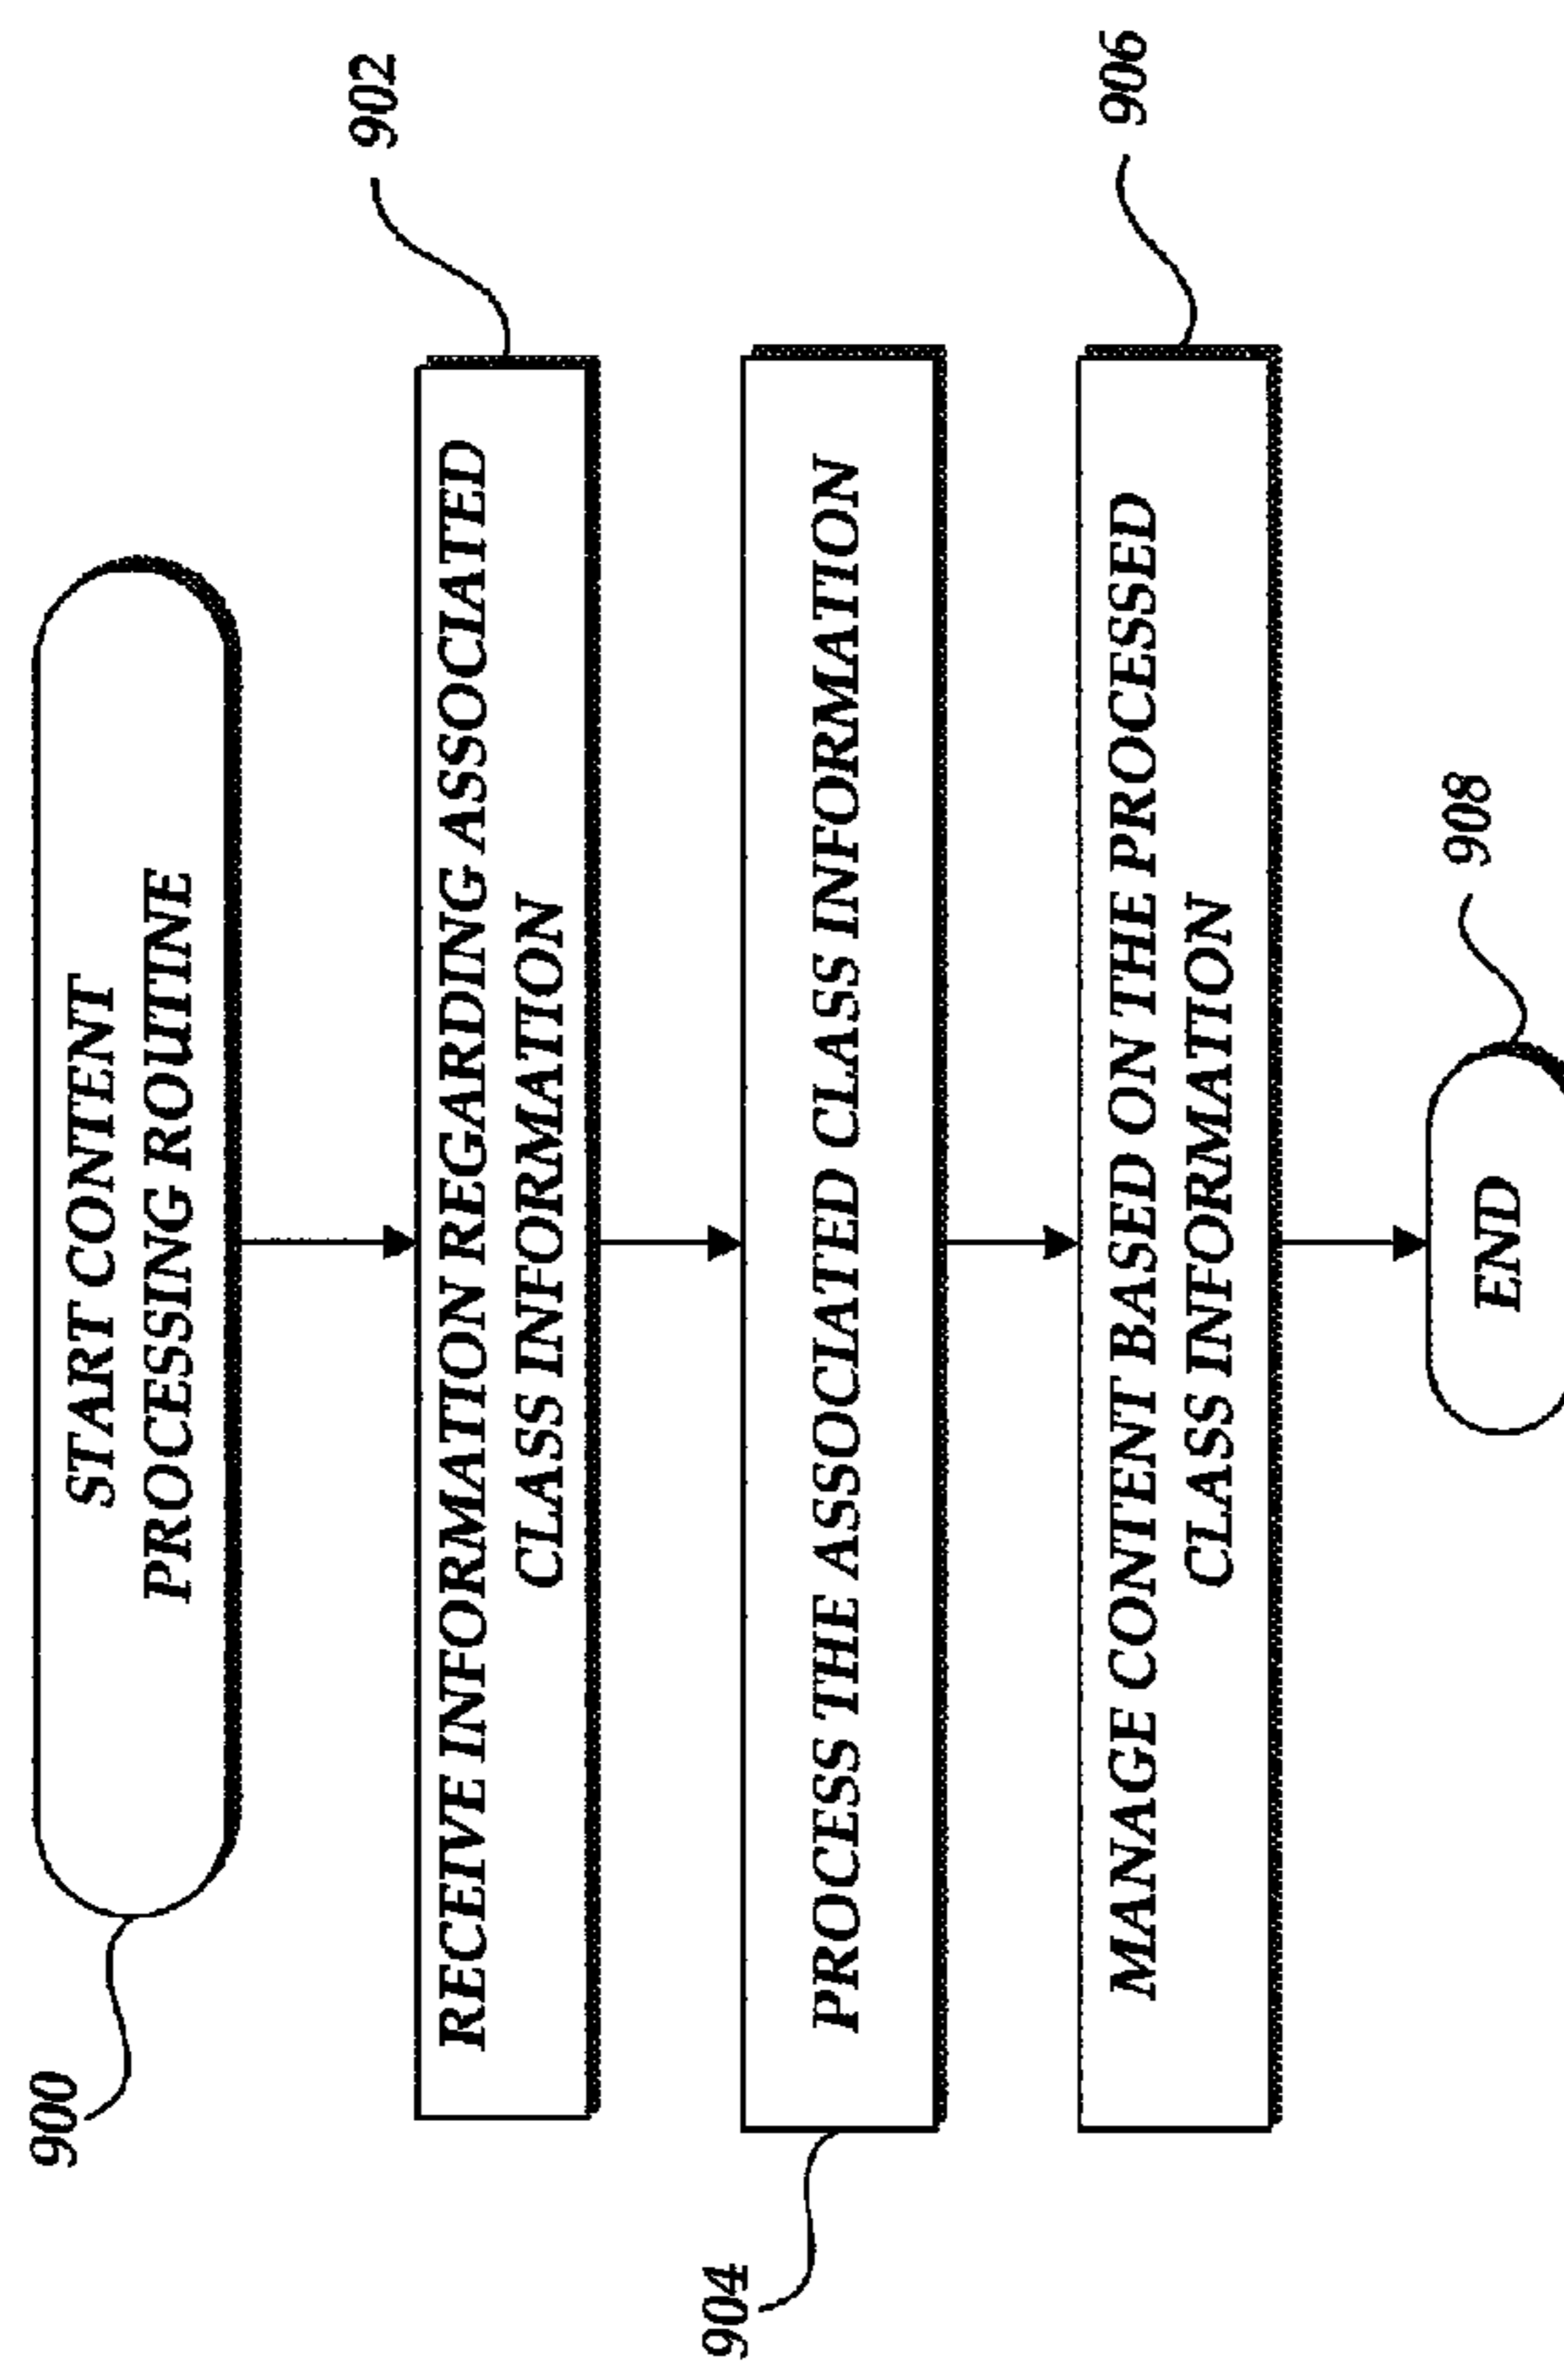 900
START CONTENT
PROCESSING ROUTINE
902
RECEIVE INFORMATION REGARDING ASSOCIATED
CLASS INFORMATION
904
PROCESS THE ASSOCIATED CLASS INFORMATION
906
MANAGE CONTENT BASED ON THE PROCESSED
CLASS INFORMATION
908
END